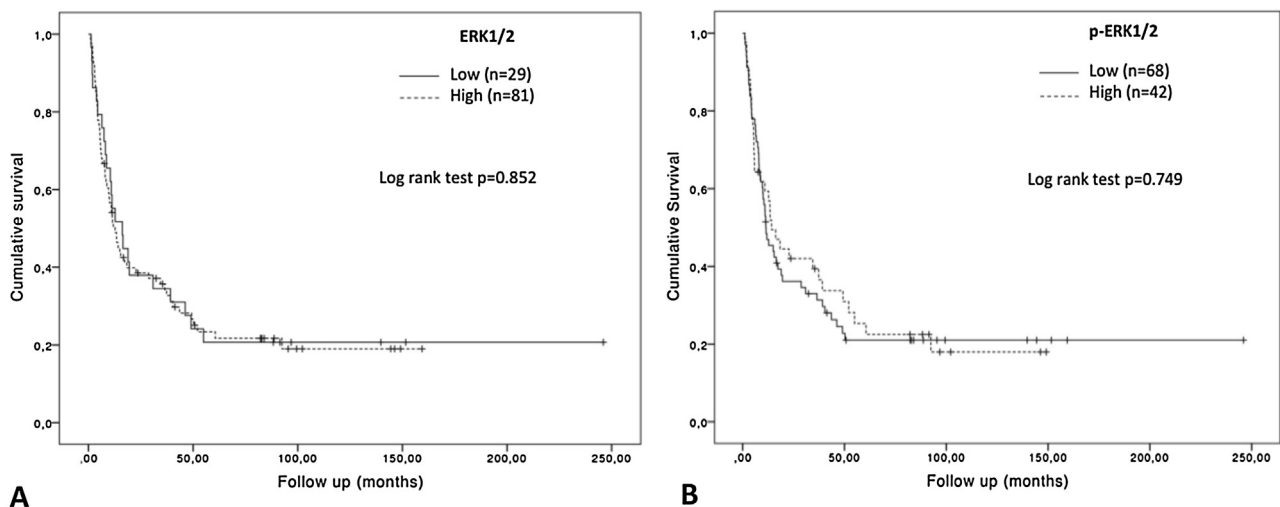 ERK1/2
Low (n=29)
High (n=81)
Log rank test p=0.852
Cumulative survival
1,0
0,8
0,6
0,4
0,2
0,0
,00
50,00
100,00
150,00
200,00
250,00
Follow up (months)
A
p-ERK1/2
Low (n=68)
High (n=42)
Log rank test p=0.749
Cumulative Survival
1,0
0,8
0,6
0,4
0,2
0,0
,00
50,00
100,00
150,00
200,00
250,00
Follow up (months)
B